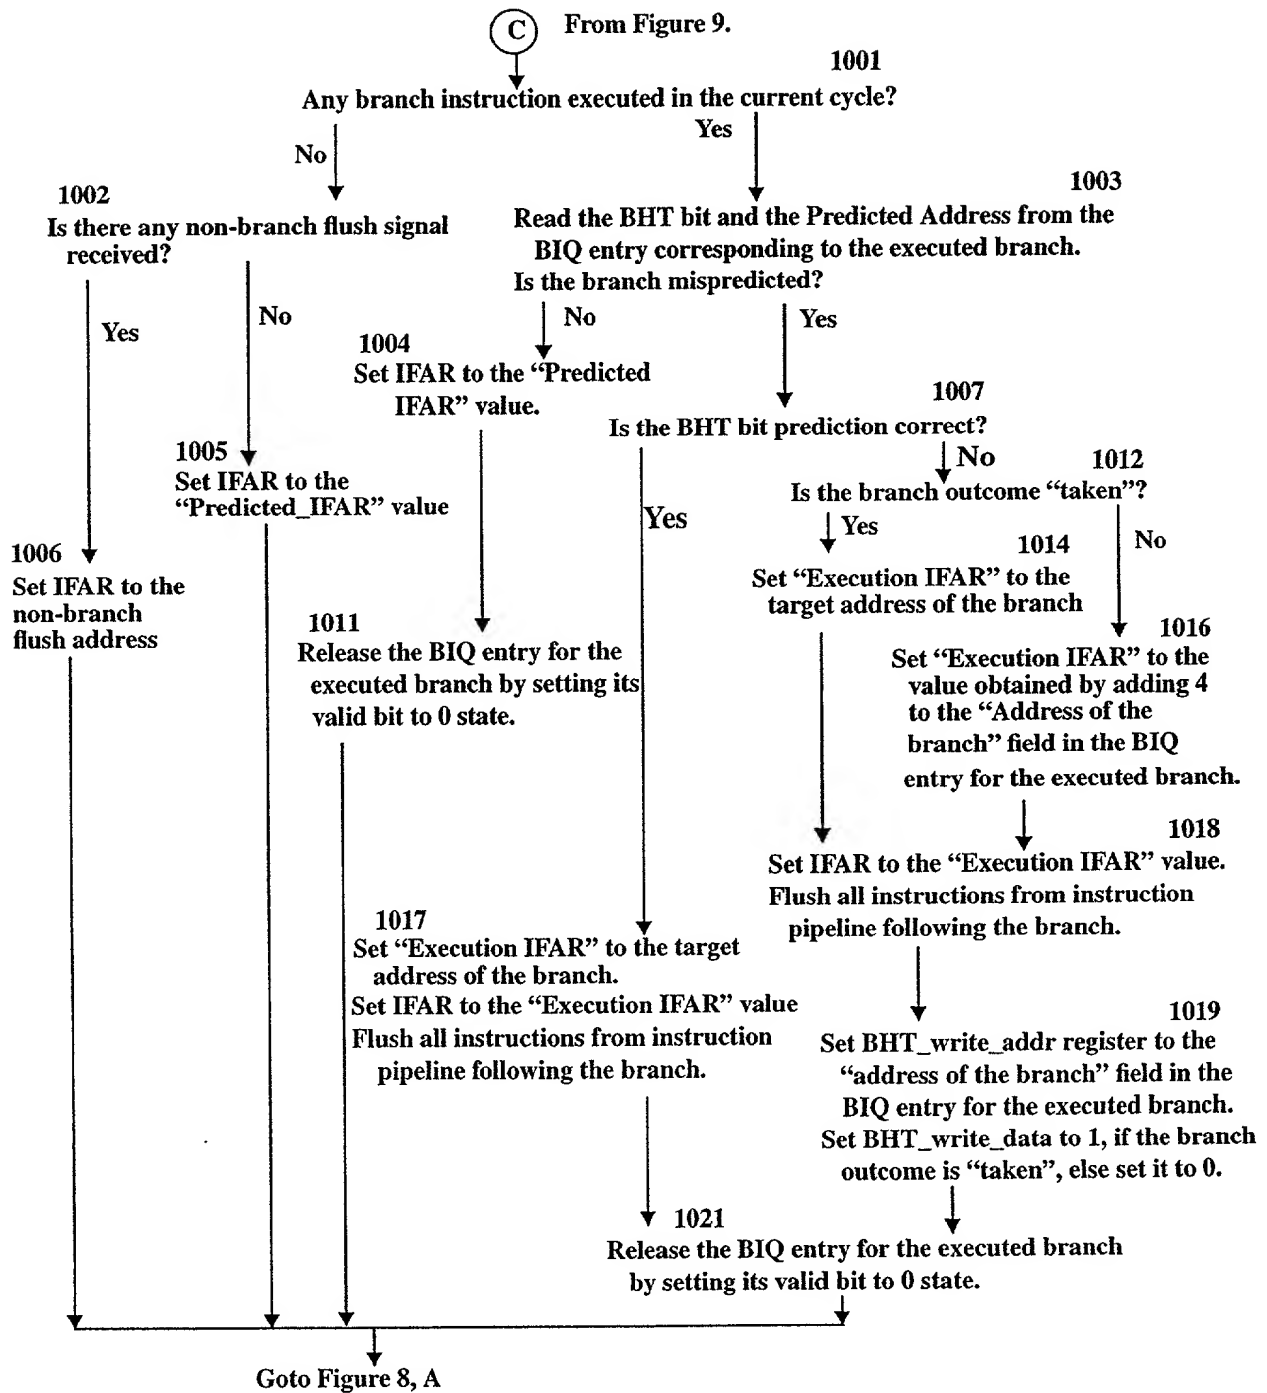 C From Figure 9.
1001
Any branch instruction executed in the current cycle?
No
Yes
1002
Is there any non-branch flush signal
received?
1003
Read the BHT bit and the Predicted Address from the
BIQ entry corresponding to the executed branch.
Is the branch mispredicted?
Yes
No
No
Yes
1004
Set IFAR to the “Predicted
IFAR” value.
1007
Is the BHT bit prediction correct?
1005
Set IFAR to the
“Predicted_IFAR” value
No
1012
Is the branch outcome “taken”?
Yes
Yes
No
1006
Set IFAR to the
non-branch
flush address
1014
Set “Execution IFAR” to the
target address of the branch
1011
Release the BIQ entry for the
executed branch by setting its
valid bit to 0 state.
1016
Set “Execution IFAR” to the
value obtained by adding 4
to the “Address of the
branch” field in the BIQ
entry for the executed branch.
1018
Set IFAR to the “Execution IFAR” value.
Flush all instructions from instruction
pipeline following the branch.
1017
Set “Execution IFAR” to the target
address of the branch.
Set IFAR to the “Execution IFAR” value
Flush all instructions from instruction
pipeline following the branch.
1019
Set BHT_write_addr register to the
“address of the branch” field in the
BIQ entry for the executed branch.
Set BHT_write_data to 1, if the branch
outcome is “taken”, else set it to 0.
1021
Release the BIQ entry for the executed branch
by setting its valid bit to 0 state.
Goto Figure 8, A